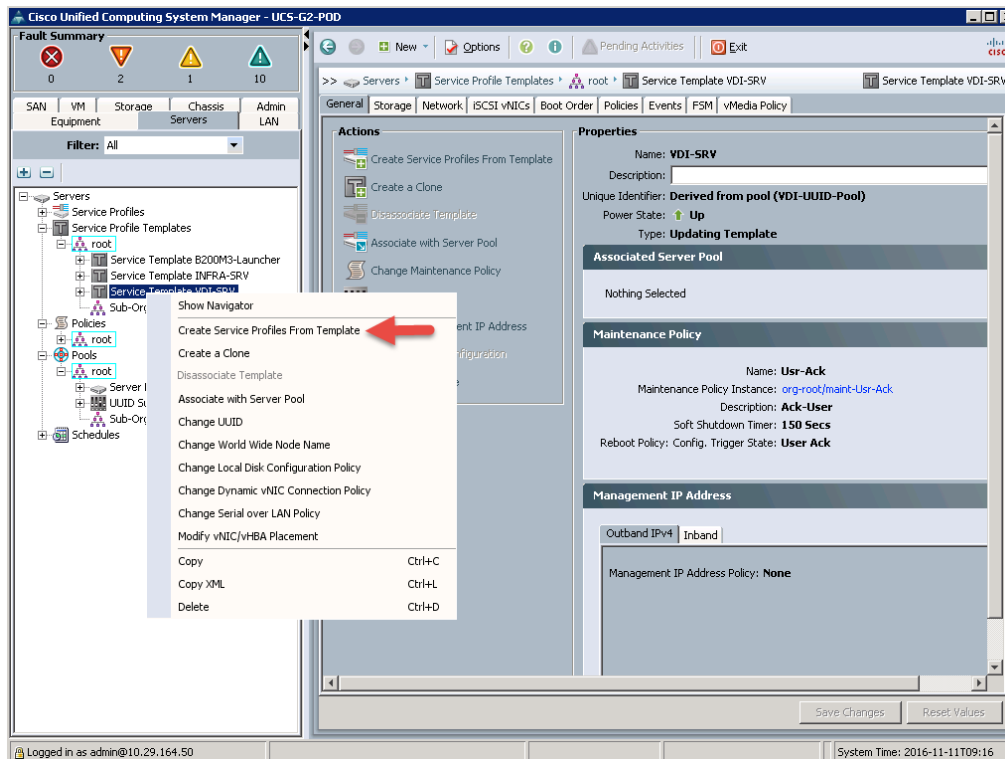 Cisco Unified Computing System Manager - UCS-G2-POD
Fault Summary
0 2 1 10
SAN VM Storage Chassis Admin
Equipment Servers LAN
Filter: All
Servers
Service Profiles
Service Profile Templates
root
Service Template B200M3-Launcher
Service Template INFRA-SRV
Service Template VDI-SRV
Sub-Org
Policies
root
Pools
root
Server
UUID
Sub-Org
Schedules
Show Navigator
Create Service Profiles From Template
Create a Clone
Disassociate Template
Associate with Server Pool
Change UUID
Change World Wide Node Name
Change Local Disk Configuration Policy
Change Dynamic vNIC Connection Policy
Change Serial over LAN Policy
Modify vNIC/vHBA Placement
Copy Ctrl+C
Copy XML Ctrl+L
Delete Ctrl+D
New Options Pending Activities Exit
>> Servers Service Profile Templates root Service Template VDI-SRV Service Template VDI-SRV
General Storage Network iSCSI vNICs Boot Order Policies Events FSM vMedia Policy
Actions
Create Service Profiles From Template
Create a Clone
Disassociate Template
Associate with Server Pool
Change Maintenance Policy
ent IP Address
nfiguration
Properties
Name: VDI-SRV
Description:
Unique Identifier: Derived from pool (VDI-UUID-Pool)
Power State: Up
Type: Updating Template
Associated Server Pool
Nothing Selected
Maintenance Policy
Name: Usr-Ack
Maintenance Policy Instance: org-root/maint-Usr-Ack
Description: Ack-User
Soft Shutdown Timer: 150 Secs
Reboot Policy: Config. Trigger State: User Ack
Management IP Address
Outband IPv4 Inband
Management IP Address Policy: None
Save Changes Reset Values
Logged in as admin@10.29.164.50
System Time: 2016-11-11T09:16